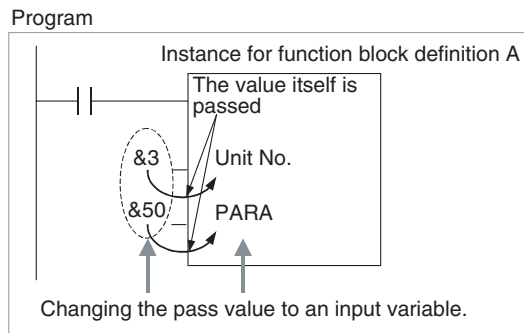 Program
Instance for function block definition A
The value itself is
passed
&3
Unit No.
&50
PARA
Changing the pass value to an input variable.